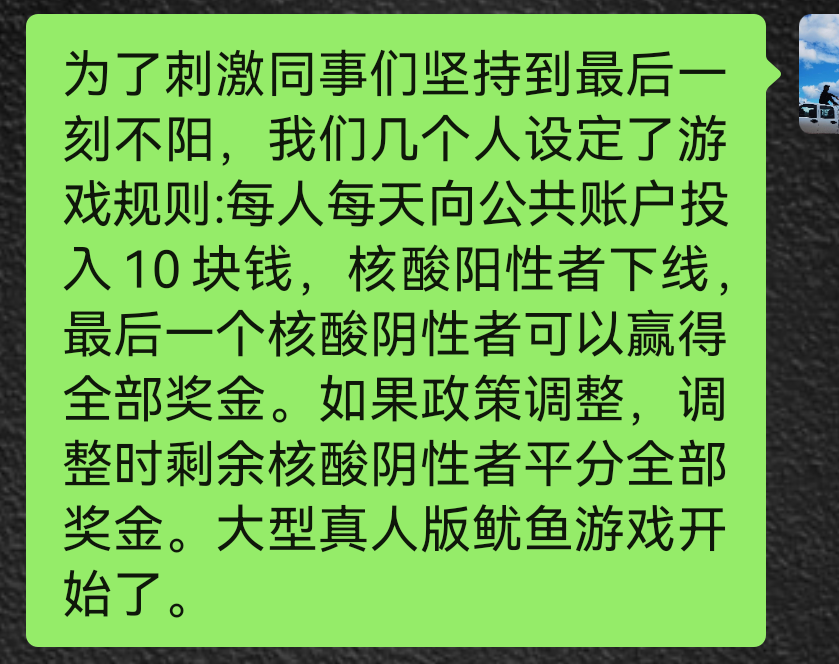 为了刺激同事们坚持到最后一
刻不阳，我们几个人设定了游
戏规则:每人每天向公共账户投
入10块钱，核酸阳性者下线，
最后一个核酸阴性者可以赢得
全部奖金。如果政策调整，调
整时剩余核酸阴性者平分全部
奖金。大型真人版鱿鱼游戏开
始了。